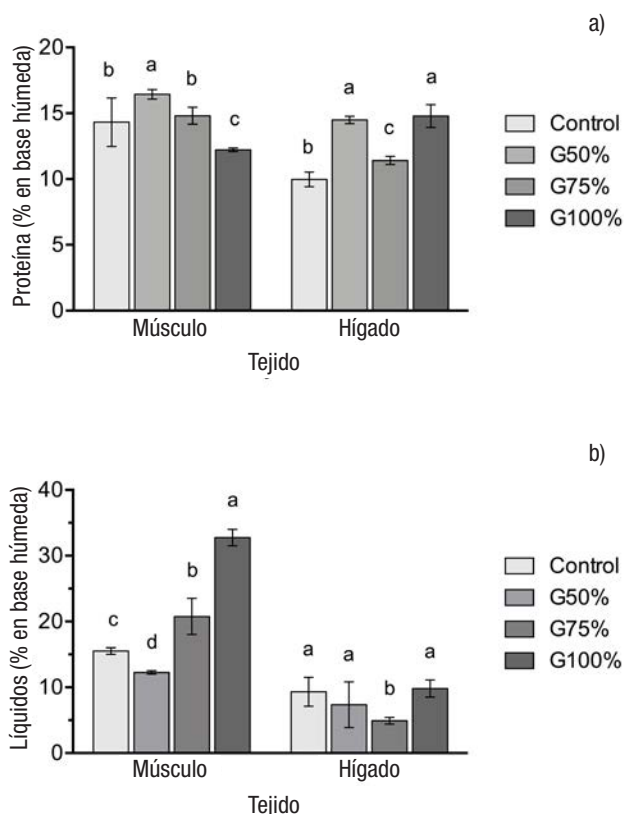 a)
Proteína (% en base húmeda)
20
15
10
5
0
b
a
b
c
b
a
c
a
Músculo
Hígado
Tejido
Control
G50%
G75%
G100%
b)
Líquidos (% en base húmeda)
40
30
20
10
0
c
d
b
a
a
a
b
a
Músculo
Hígado
Tejido
Control
G50%
G75%
G100%